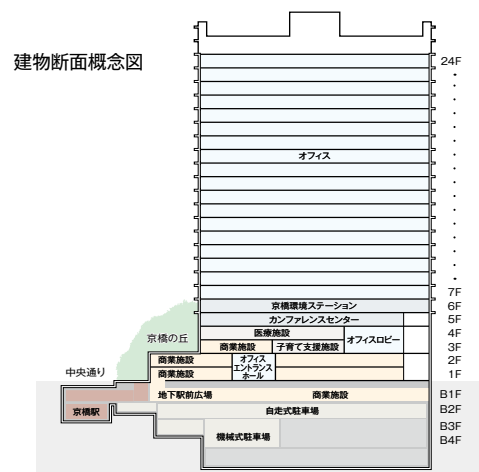 建物断面概念図
24F
オフィス
7F
京橋環境ステーション
6F
カンファレンスセンター
5F
京橋の丘
医療施設
オフィスロビー
4F
商業施設
子育て支援施設
3F
中央通り
商業施設
オフィス
エントランス
ホール
2F
商業施設
1F
地下駅前広場
商業施設
B1F
京橋駅
自走式駐車場
B2F
B3F
機械式駐車場
B4F